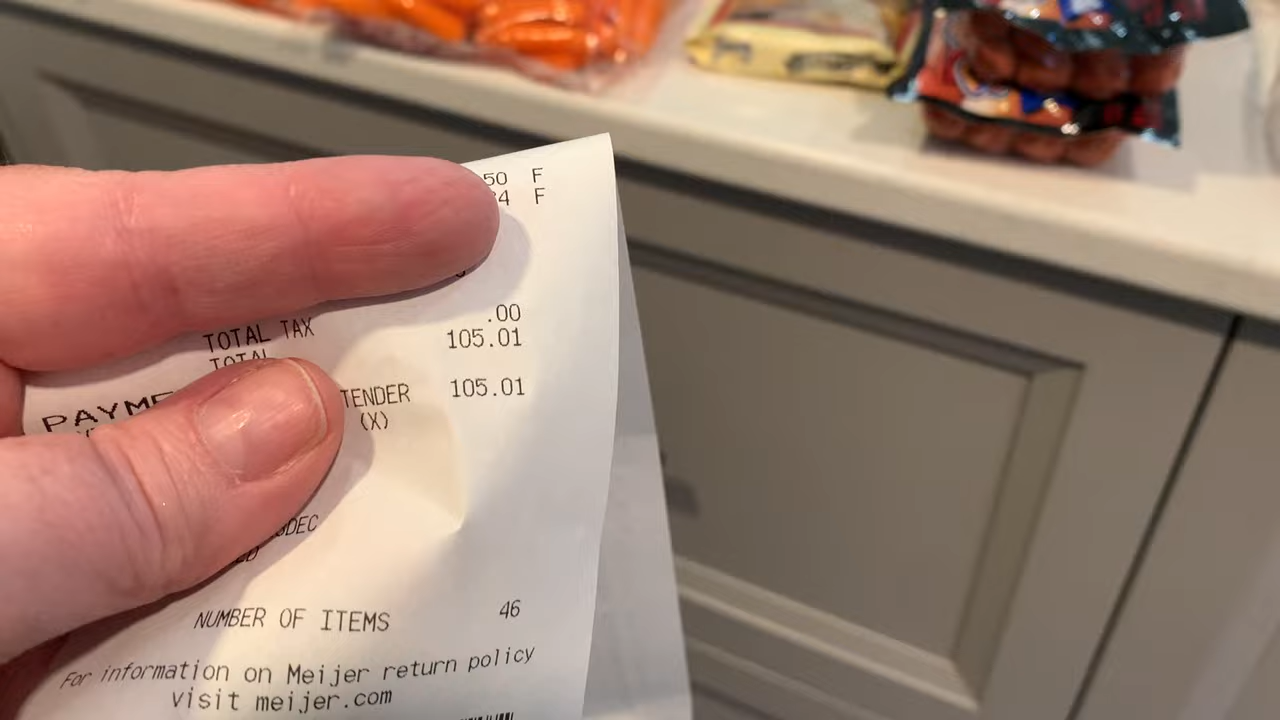 50 F
4 F
TOTAL TAX .00
TOTAL 105.01
TENDER 105.01
(X)
NUMBER OF ITEMS 46
For information on Meijer return policy
visit meijer.com